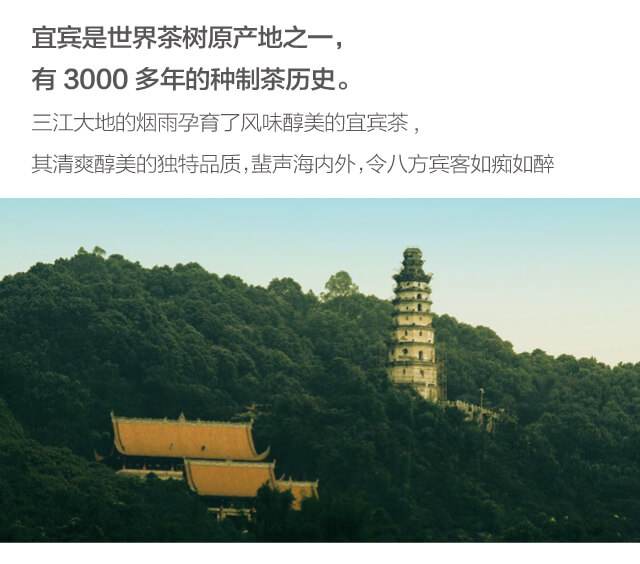 宜宾是世界茶树原产地之一，
有 3000 多年的种制茶历史。
三江大地的烟雨孕育了风味醇美的宜宾茶，
其清爽醇美的独特品质，蜚声海内外，令八方宾客如痴如醉